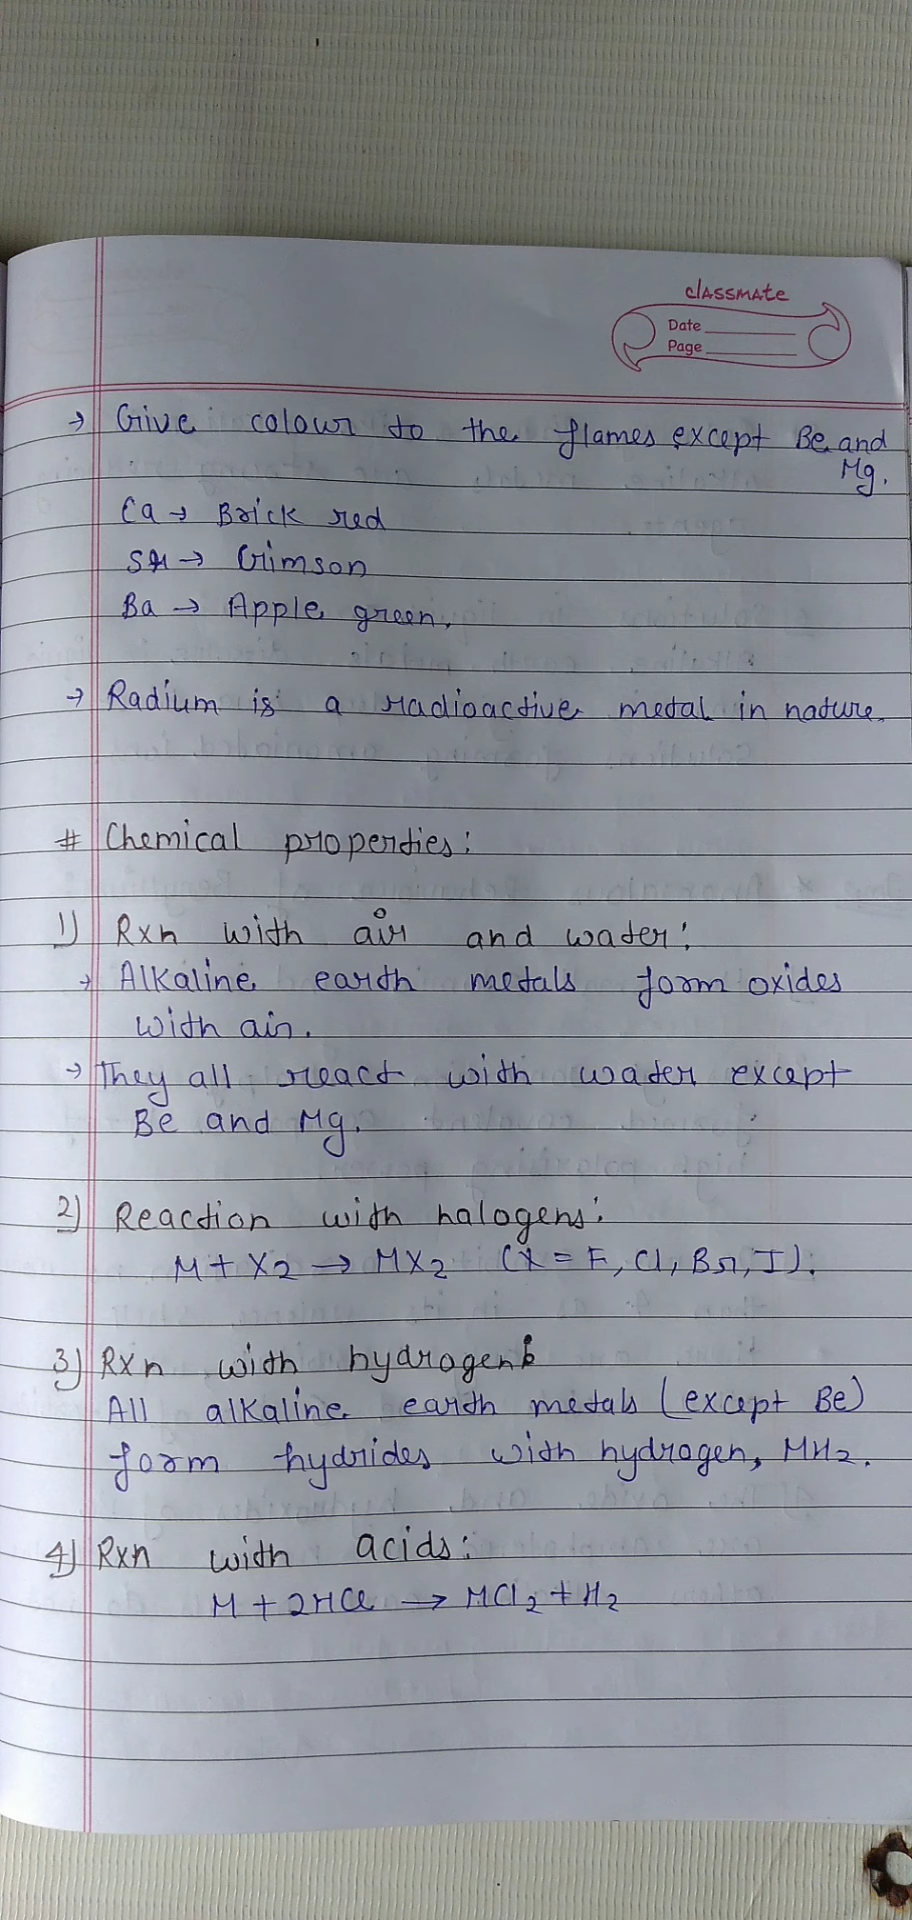 classmate
Date
Page
→ Give colour to the flames except Be and
Mg.
Ca → Brick red
Sr → Crimson
Ba → Apple green.
→ Radium is a radioactive metal in nature.
# Chemical properties:
1) Rxn with air and water:
→ Alkaline earth metals form oxides
with air.
→ They all react with water except
Be and Mg.
2) Reaction with halogens:
M + X2 → MX2 (X = F, Cl, Br, I).
3) Rxn with hydrogen:
All alkaline earth metals (except Be)
form hydrides with hydrogen, MH2.
4) Rxn with acids:
M + 2HCl → MCl2 + H2